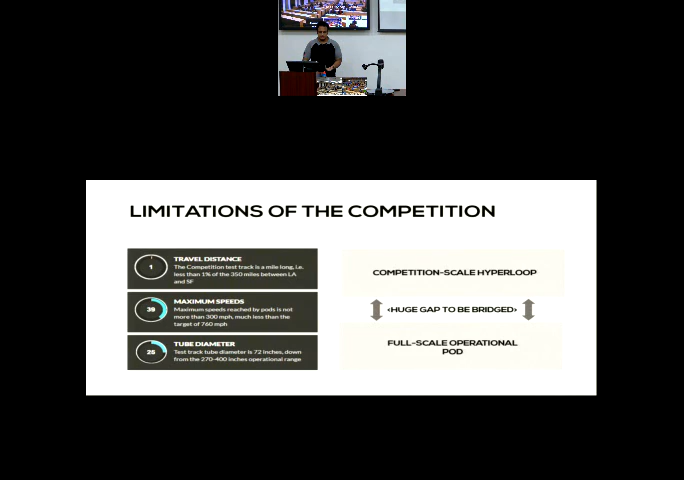 LIMITATIONS OF THE COMPETITION
1
TRAVEL DISTANCE
The Competition test track is a mile long, i.e.
less than 1% of the 350 miles between LA
and SF
39
MAXIMUM SPEEDS
Maximum speeds reached by pods is not
more than 300 mph, much less than the
target of 760 mph
25
TUBE DIAMETER
Test track tube diameter is 72 inches, down
from the 270-400 inches operational range
COMPETITION-SCALE HYPERLOOP
<HUGE GAP TO BE BRIDGED>
FULL-SCALE OPERATIONAL
POD